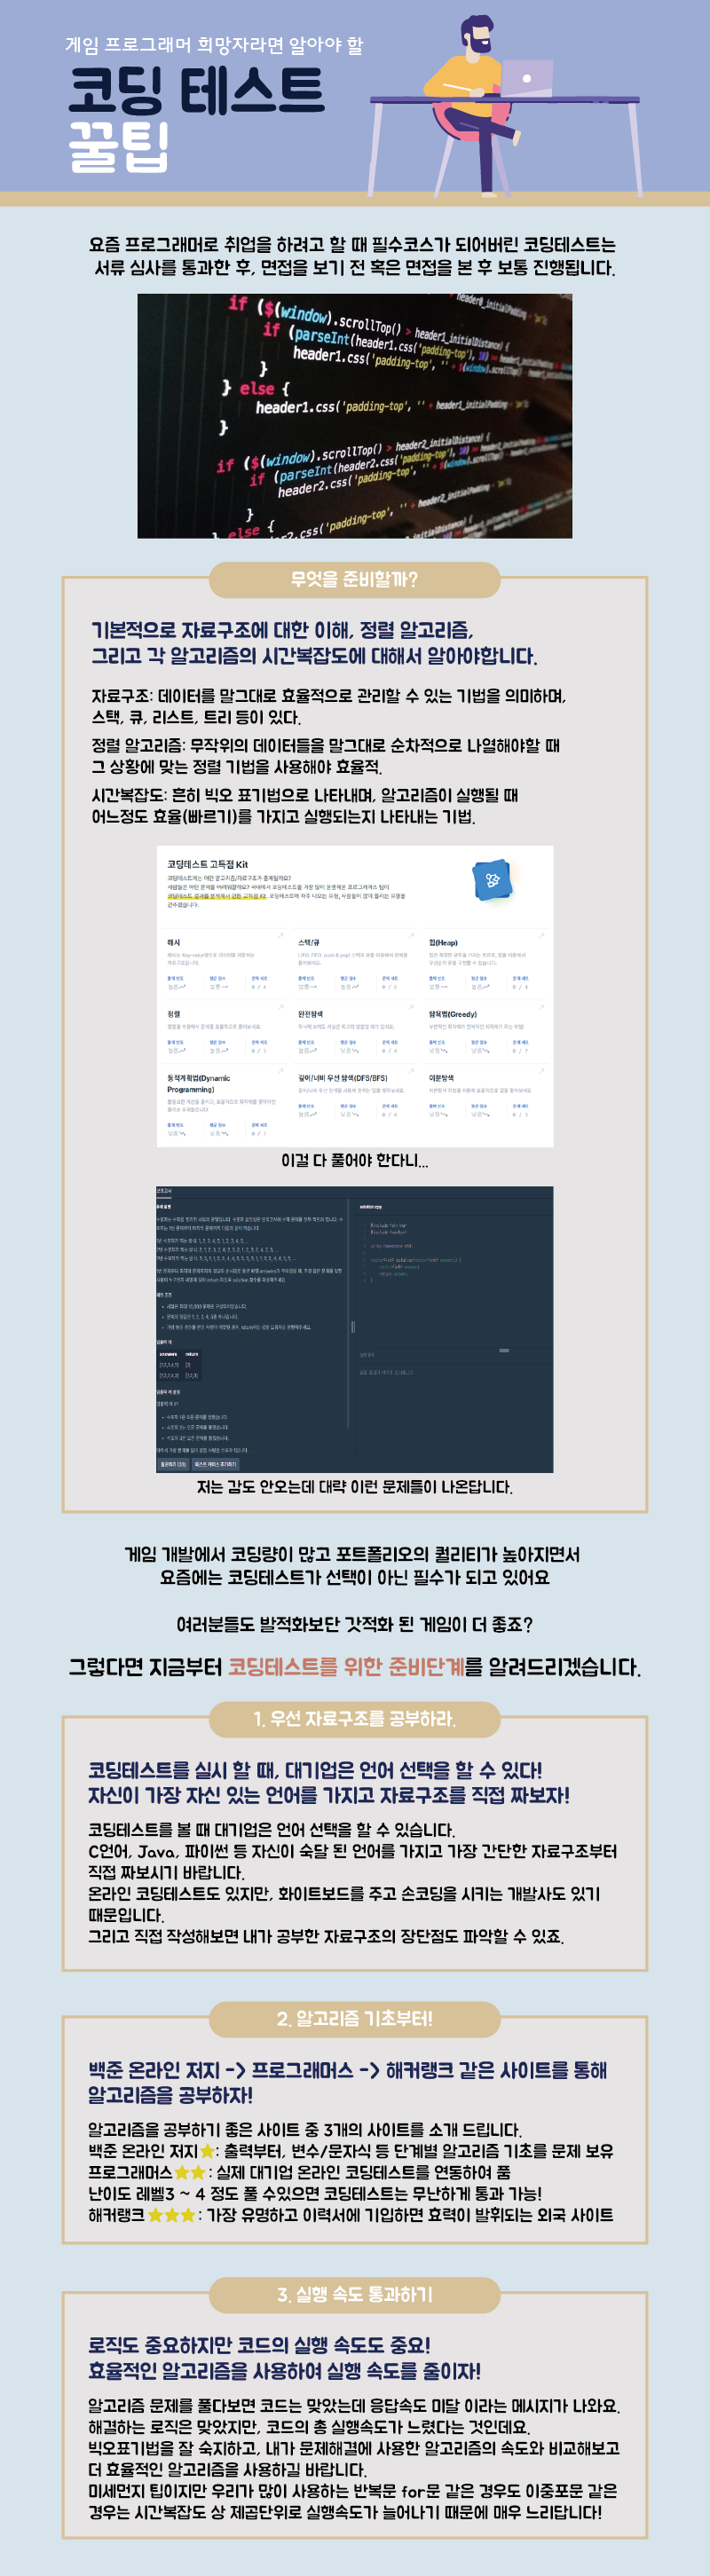 게임 프로그래머 희망자라면 알아야 할
코딩 테스트
꿀팁
요즘 프로그래머로 취업을 하려고 할 때 필수코스가 되어버린 코딩테스트는
서류 심사를 통과한 후, 면접을 보기 전 혹은 면접을 본 후 보통 진행됩니다.
if ($(window).scrollTop() > header1_initialDistance) {
if (parseInt(header1.css('padding-top'), 10) >= header1_initialPadding
header1.css('padding-top', '' + $(window).scrollTop()
}
} else {
header1.css('padding-top', '' + header1_initialPadding
}
if ($(window).scrollTop() > header2_initialDistance) {
if (parseInt(header2.css('padding-top'),
header2.css('padding-top', '' +
}
else {
무엇을 준비할까?
기본적으로 자료구조에 대한 이해, 정렬 알고리즘,
그리고 각 알고리즘의 시간복잡도에 대해서 알아야합니다.
자료구조: 데이터를 말그대로 효율적으로 관리할 수 있는 기법을 의미하며,
스택, 큐, 리스트, 트리 등이 있다.
정렬 알고리즘: 무작위의 데이터들을 말그대로 순차적으로 나열해야할 때
그 상황에 맞는 정렬 기법을 사용해야 효율적.
시간복잡도: 흔히 빅오 표기법으로 나타내며, 알고리즘이 실행될 때
어느정도 효율(빠르기)를 가지고 실행되는지 나타내는 기법.
코딩테스트 고득점 Kit
해시
스택/큐
힙(Heap)
정렬
완전탐색
탐욕법(Greedy)
동적계획법(Dynamic
Programming)
깊이/너비 우선 탐색(DFS/BFS)
이분탐색
이걸 다 풀어야 한다니...
solution.cpp
answers return
저는 감도 안오는데 대략 이런 문제들이 나온답니다.
게임 개발에서 코딩량이 많고 포트폴리오의 퀄리티가 높아지면서
요즘에는 코딩테스트가 선택이 아닌 필수가 되고 있어요
여러분들도 발적화보단 갓적화 된 게임이 더 좋죠?
그렇다면 지금부터 코딩테스트를 위한 준비단계를 알려드리겠습니다.
1. 우선 자료구조를 공부하라.
코딩테스트를 실시 할 때, 대기업은 언어 선택을 할 수 있다!
자신이 가장 자신 있는 언어를 가지고 자료구조를 직접 짜보자!
코딩테스트를 볼 때 대기업은 언어 선택을 할 수 있습니다.
C언어, Java, 파이썬 등 자신이 숙달 된 언어를 가지고 가장 간단한 자료구조부터
직접 짜보시기 바랍니다.
온라인 코딩테스트도 있지만, 화이트보드를 주고 손코딩을 시키는 개발사도 있기
때문입니다.
그리고 직접 작성해보면 내가 공부한 자료구조의 장단점도 파악할 수 있죠.
2. 알고리즘 기초부터!
백준 온라인 저지 -> 프로그래머스 -> 해커랭크 같은 사이트를 통해
알고리즘을 공부하자!
알고리즘을 공부하기 좋은 사이트 중 3개의 사이트를 소개 드립니다.
백준 온라인 저지★: 출력부터, 변수/문자식 등 단계별 알고리즘 기초를 문제 보유
프로그래머스★★: 실제 대기업 온라인 코딩테스트를 연동하여 품
난이도 레벨3 ~ 4 정도 풀 수있으면 코딩테스트는 무난하게 통과 가능!
해커랭크 ★★★: 가장 유명하고 이력서에 기입하면 효력이 발휘되는 외국 사이트
3. 실행 속도 통과하기
로직도 중요하지만 코드의 실행 속도도 중요!
효율적인 알고리즘을 사용하여 실행 속도를 줄이자!
알고리즘 문제를 풀다보면 코드는 맞았는데 응답속도 미달 이라는 메시지가 나와요.
해결하는 로직은 맞았지만, 코드의 총 실행속도가 느렸다는 것인데요.
빅오표기법을 잘 숙지하고, 내가 문제해결에 사용한 알고리즘의 속도와 비교해보고
더 효율적인 알고리즘을 사용하길 바랍니다.
미세먼지 팁이지만 우리가 많이 사용하는 반복문 for문 같은 경우도 이중포문 같은
경우는 시간복잡도 상 제곱단위로 실행속도가 늘어나기 때문에 매우 느리답니다!